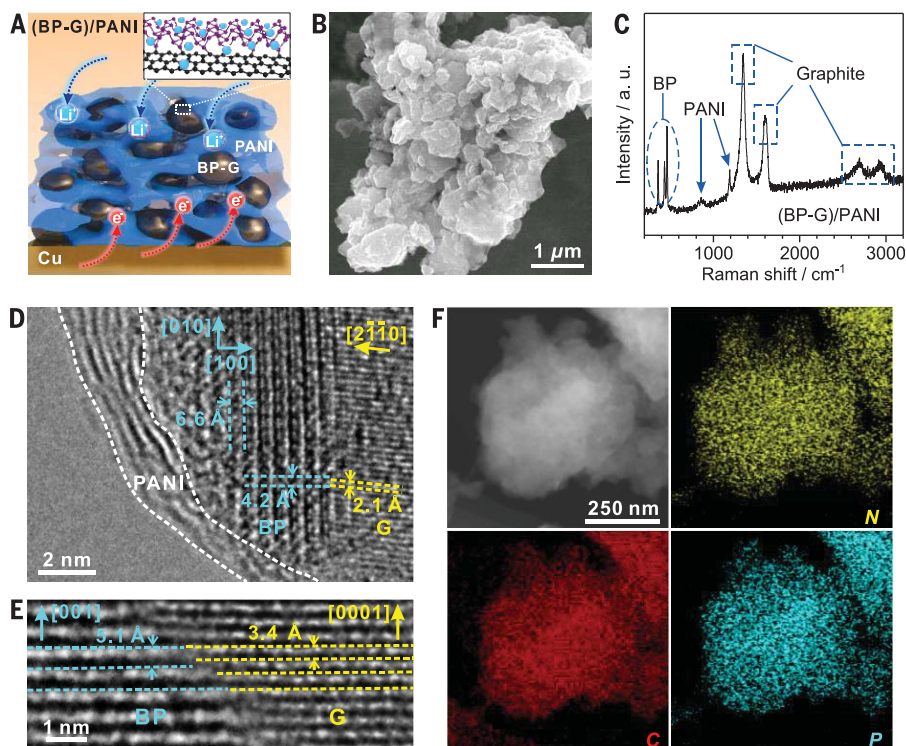 A
(BP-G)/PANI
Li+
Li+
Li+
PANI
BP-G
e-
e-
e-
Cu
B
1 μm
C
Intensity / a. u.
BP
PANI
Graphite
(BP-G)/PANI
1000
2000
3000
Raman shift / cm-1
D
[010]
[100]
[2110]
6.6 Å
4.2 Å
2.1 Å
PANI
BP
G
2 nm
E
[001]
[0001]
5.1 Å
3.4 Å
BP
G
1 nm
F
250 nm
N
C
P